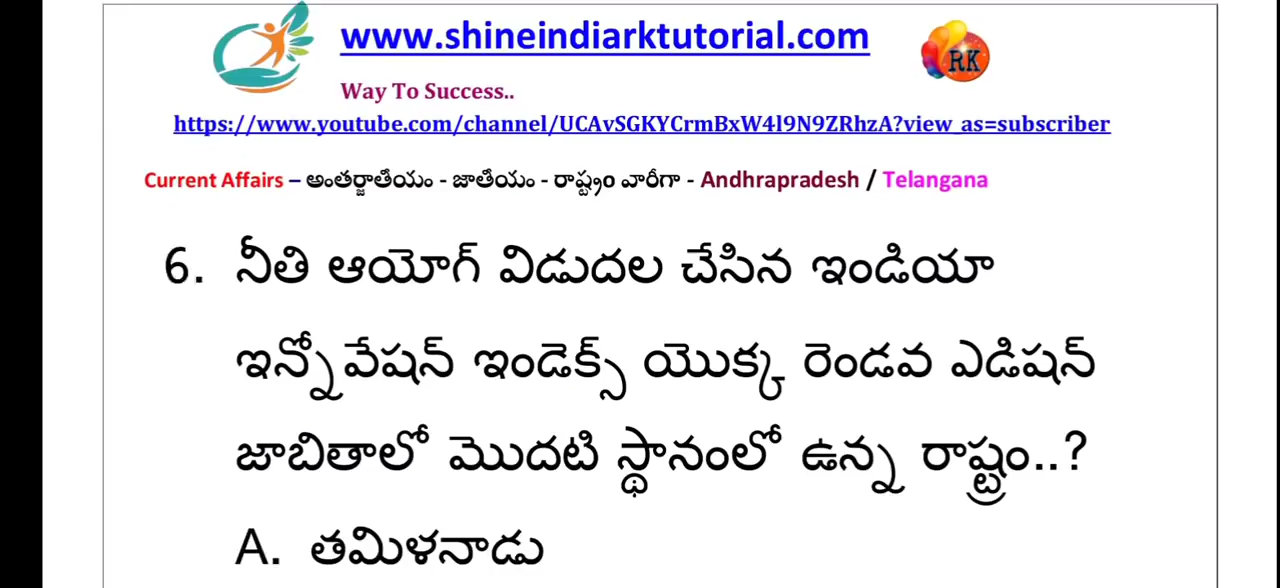 www.shineindiarktutorial.com
RK
Way To Success..
https://www.youtube.com/channel/UCAvSGKYCrmBxW4l9N9ZRhzA?view_as=subscriber
Current Affairs – అంతర్జాతీయం - జాతీయం - రాష్ట్రం వారీగా - Andhrapradesh / Telangana
6. నీతి ఆయోగ్ విడుదల చేసిన ఇండియా
ఇన్నోవేషన్ ఇండెక్స్ యొక్క రెండవ ఎడిషన్
జాబితాలో మొదటి స్థానంలో ఉన్న రాష్ట్రం..?
A. తమిళనాడు